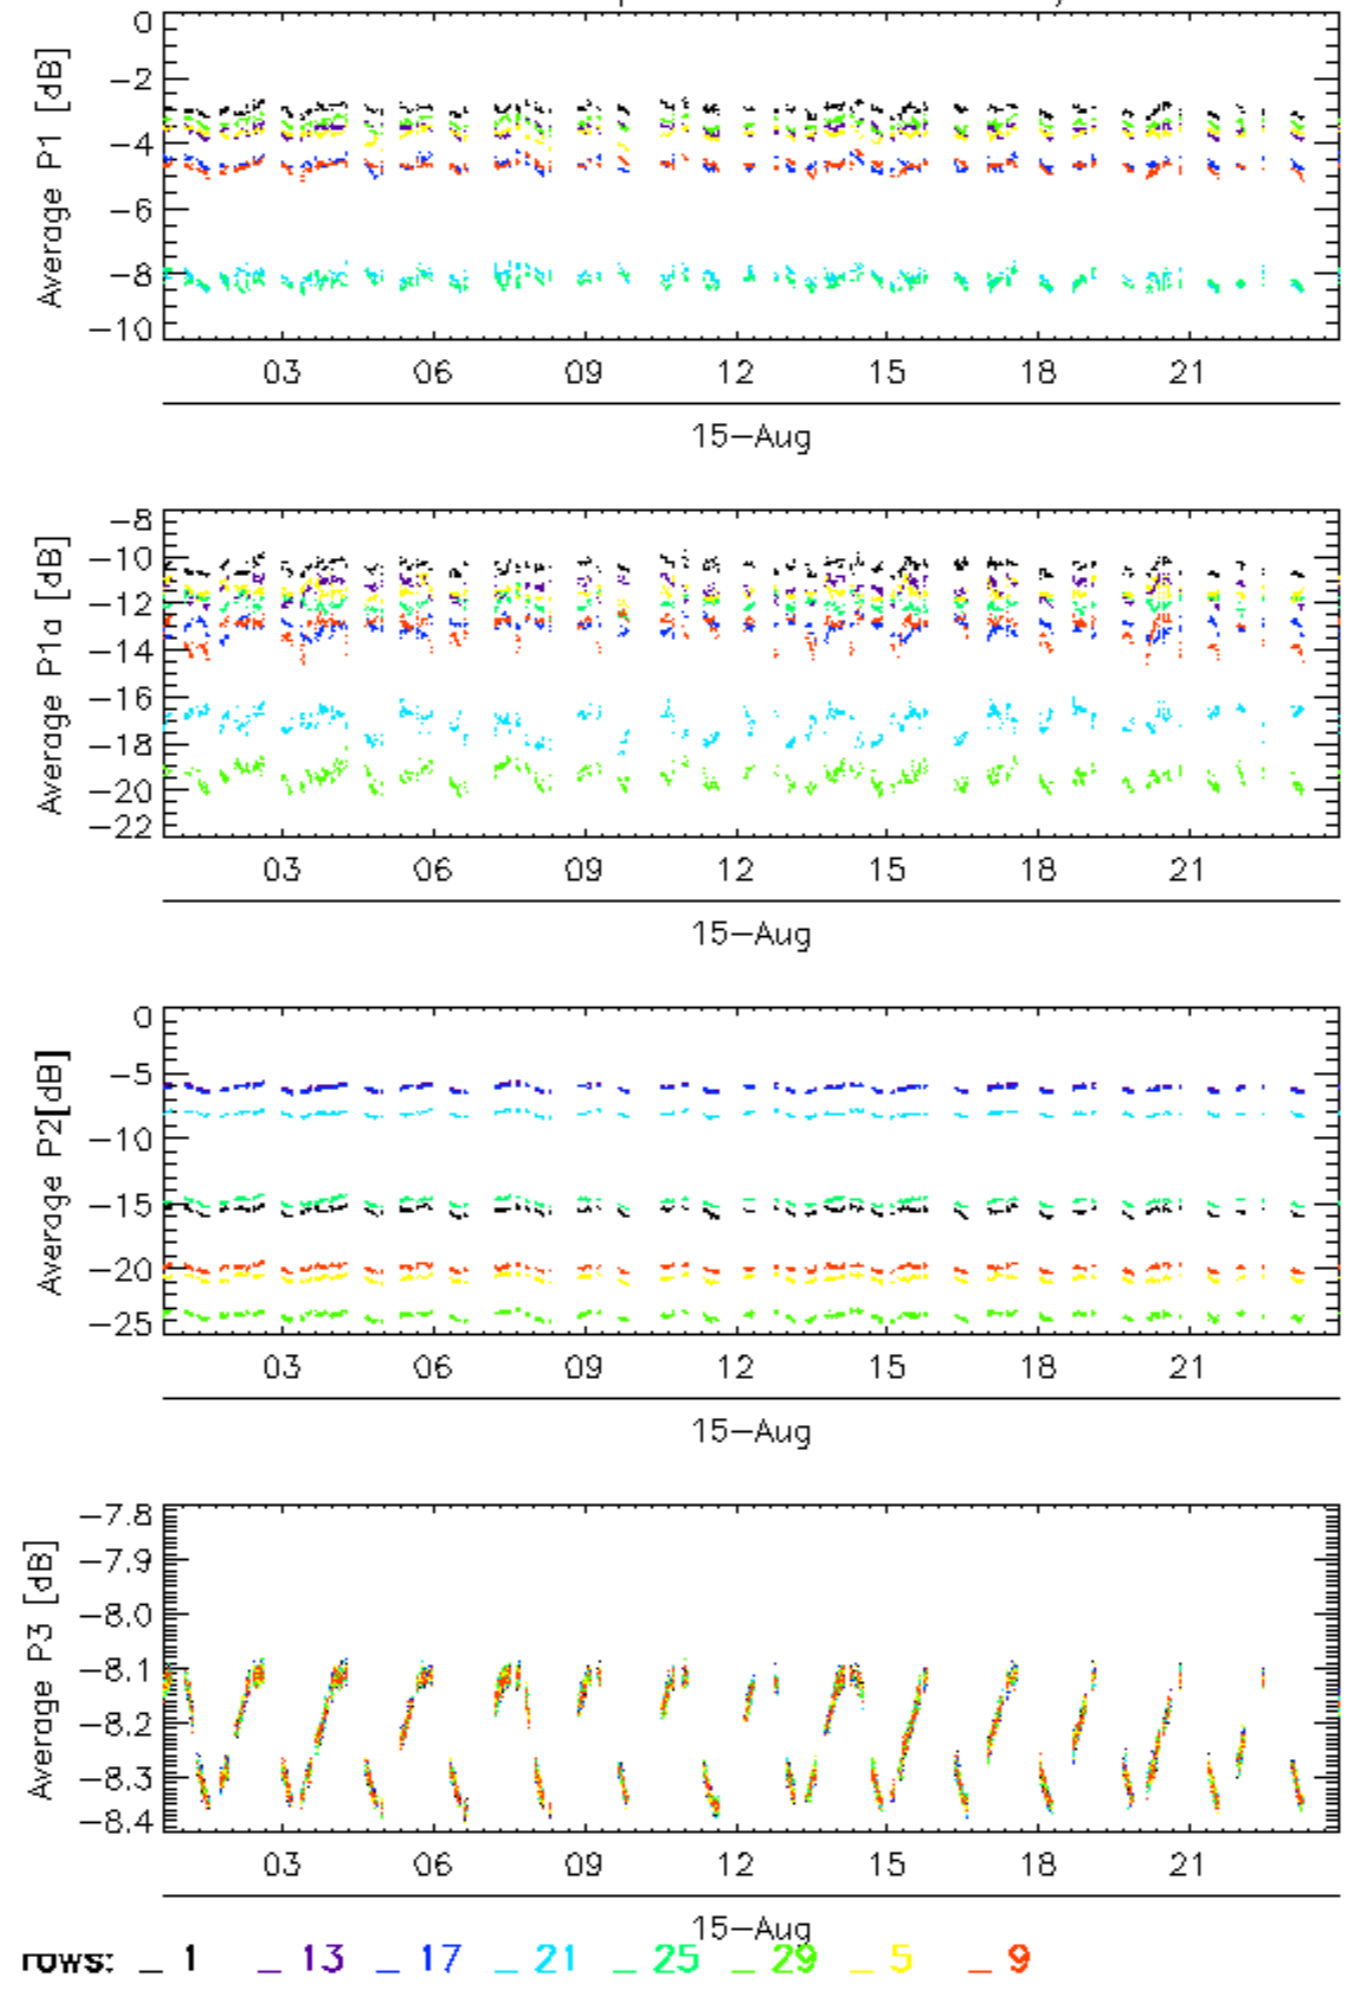 Average P1 [dB]
0
−2
−4
−6
−8
−10
03 06 09 12 15 18 21
15−Aug
Average P1a [dB]
−8
−10
−12
−14
−16
−18
−20
−22
03 06 09 12 15 18 21
15−Aug
Average P2[dB]
0
−5
−10
−15
−20
−25
03 06 09 12 15 18 21
15−Aug
Average P3 [dB]
−7.8
−7.9
−8.0
−8.1
−8.2
−8.3
−8.4
03 06 09 12 15 18 21
15−Aug
rows: _ 1 _ 13 _ 17 _ 21 _ 25 _ 29 _ 5 _ 9